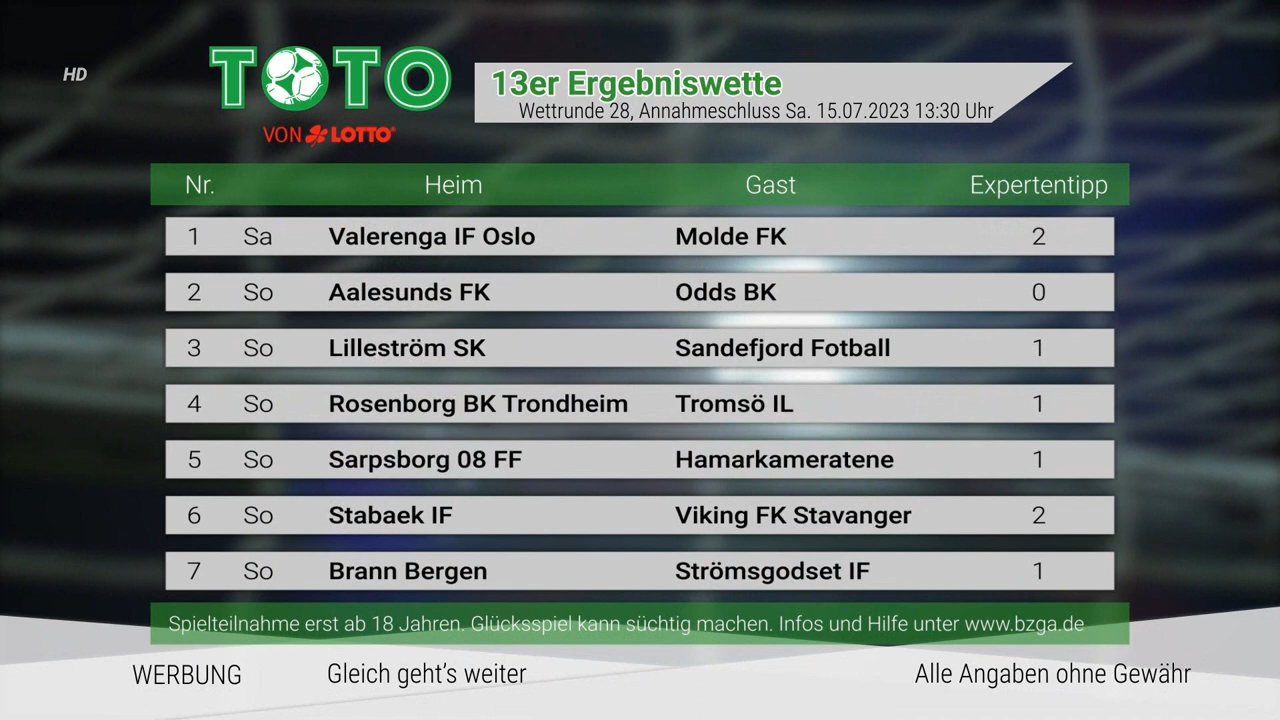 HD
TOTO
VON LOTTO
13er Ergebniswette
Wettrunde 28, Annahmeschluss Sa. 15.07.2023 13:30 Uhr
Nr. Heim Gast Expertentipp
1 Sa Valerenga IF Oslo Molde FK 2
2 So Aalesunds FK Odds BK 0
3 So Lilleström SK Sandefjord Fotball 1
4 So Rosenborg BK Trondheim Tromsö IL 1
5 So Sarpsborg 08 FF Hamarkameratene 1
6 So Stabaek IF Viking FK Stavanger 2
7 So Brann Bergen Strömsgodset IF 1
Spielteilnahme erst ab 18 Jahren. Glücksspiel kann süchtig machen. Infos und Hilfe unter www.bzga.de
WERBUNG Gleich geht's weiter Alle Angaben ohne Gewähr